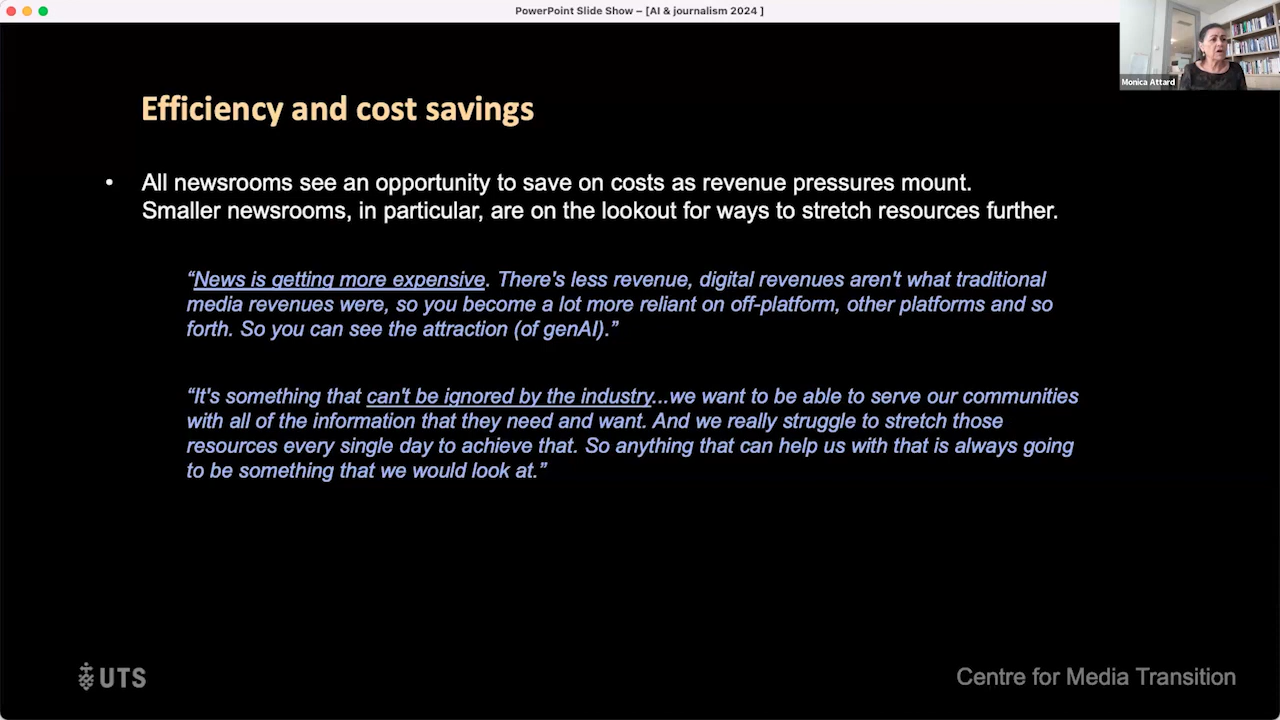 PowerPoint Slide Show – [AI & journalism 2024 ]
Monica Attard
Efficiency and cost savings
• All newsrooms see an opportunity to save on costs as revenue pressures mount.
Smaller newsrooms, in particular, are on the lookout for ways to stretch resources further.
“News is getting more expensive. There's less revenue, digital revenues aren't what traditional
media revenues were, so you become a lot more reliant on off-platform, other platforms and so
forth. So you can see the attraction (of genAI).”
“It's something that can't be ignored by the industry...we want to be able to serve our communities
with all of the information that they need and want. And we really struggle to stretch those
resources every single day to achieve that. So anything that can help us with that is always going
to be something that we would look at.”
UTS
Centre for Media Transition